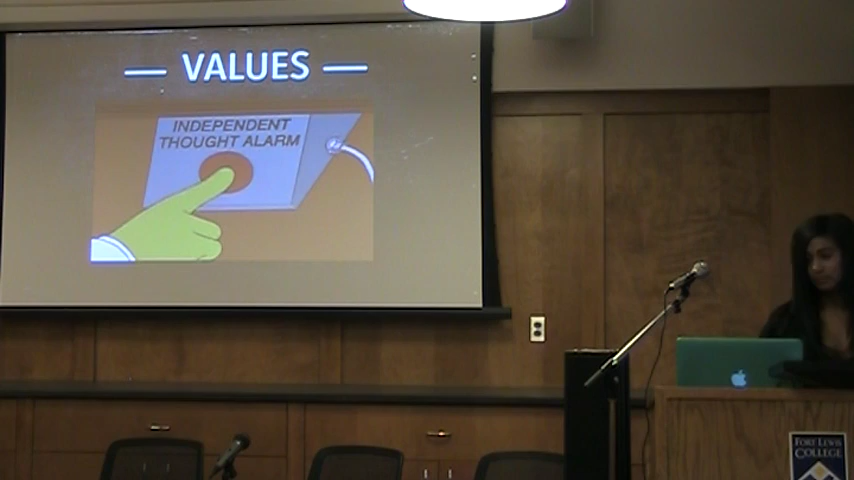 VALUES
INDEPENDENT
THOUGHT ALARM
FORT LEWIS
COLLEGE